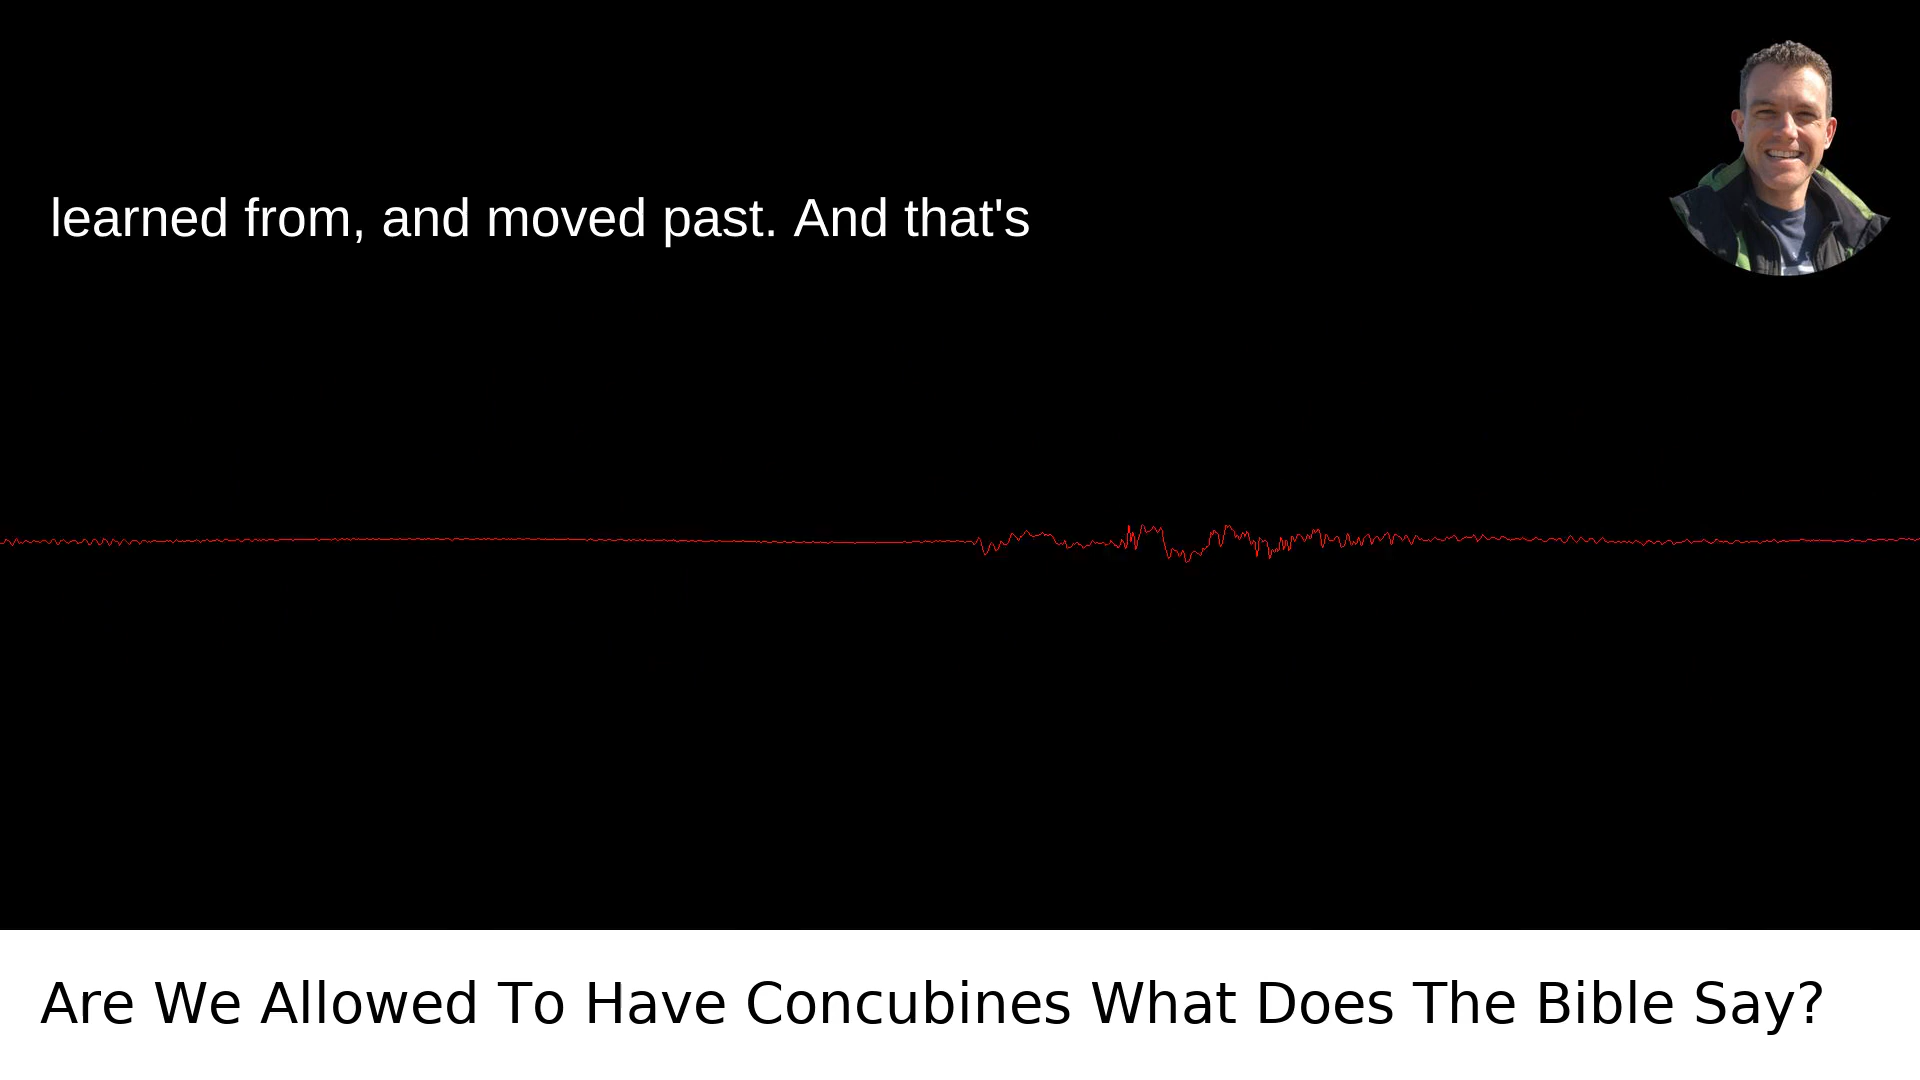 learned from, and moved past. And that's
Are We Allowed To Have Concubines What Does The Bible Say?